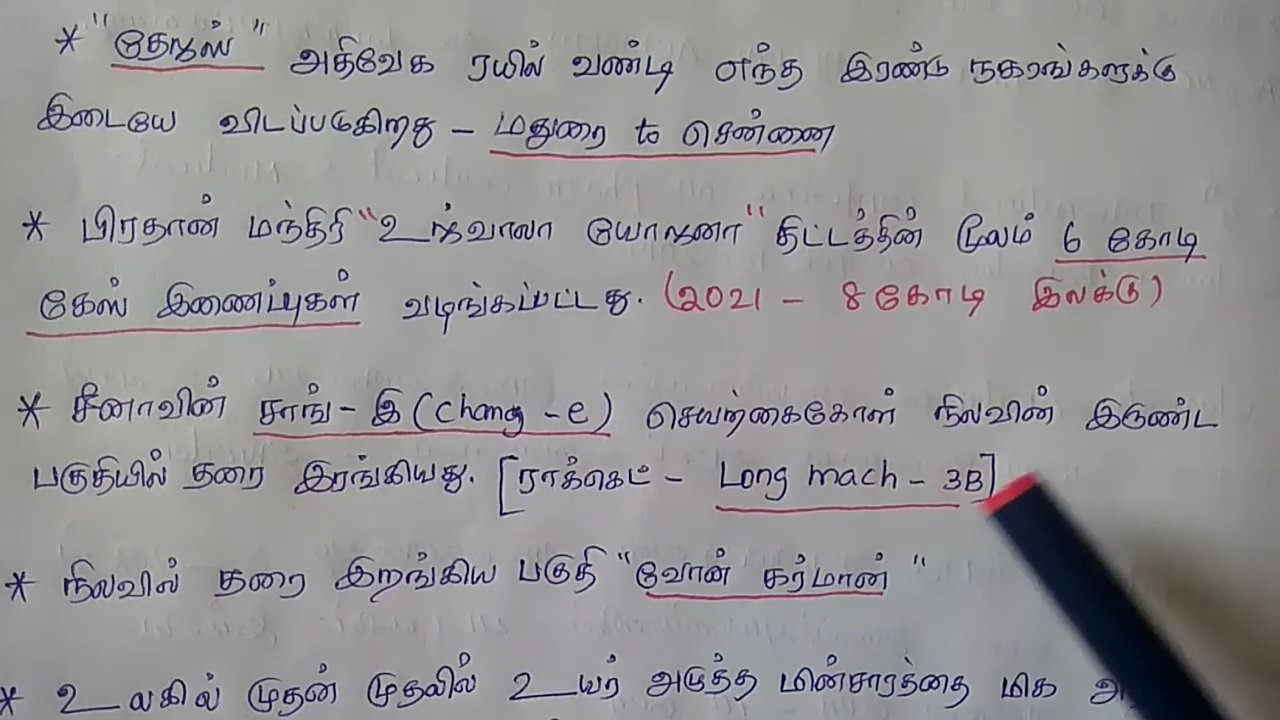 * "தேஜஸ்" அதிவேக ரயில் வண்டி எந்த இரண்டு நகரங்களுக்கு
இடையே விடப்படுகிறது – மதுரை to சென்னை
* பிரதான் மந்திரி "உஜ்வாலா யோஜனா" திட்டத்தின் மூலம் 6 கோடி
கேஸ் இணைப்புகள் வழங்கப்பட்டது. (2021 – 8 கோடி இலக்கு)
* சீனாவின் சாங் – இ (chang – e) செயற்கைகோள் நிலவின் இருண்ட
பகுதியில் தரை இரங்கியது. [ராக்கெட் – Long mach – 3B]
* நிலவில் தரை இறங்கிய பகுதி "வோன் கர்மான்"
* உலகில் முதன் முதலில் உயர் அடுத்த மின்சாரத்தை மிக